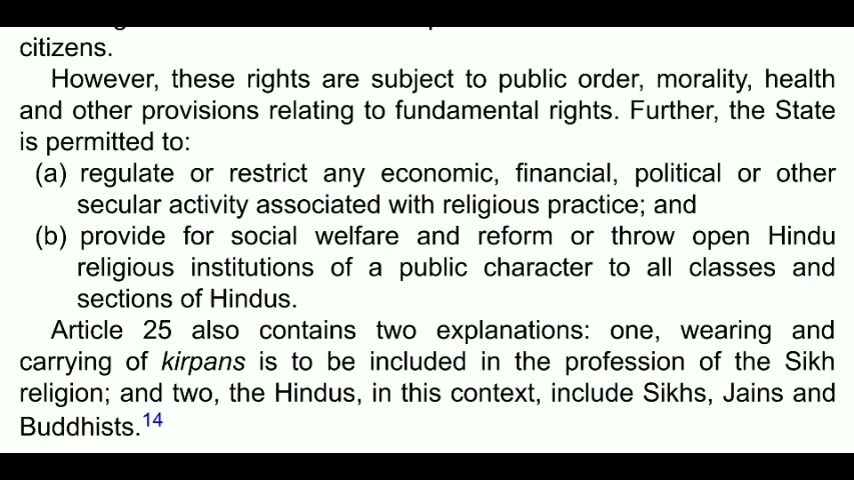 citizens.
However, these rights are subject to public order, morality, health
and other provisions relating to fundamental rights. Further, the State
is permitted to:
(a) regulate or restrict any economic, financial, political or other
secular activity associated with religious practice; and
(b) provide for social welfare and reform or throw open Hindu
religious institutions of a public character to all classes and
sections of Hindus.
Article 25 also contains two explanations: one, wearing and
carrying of kirpans is to be included in the profession of the Sikh
religion; and two, the Hindus, in this context, include Sikhs, Jains and
Buddhists.14